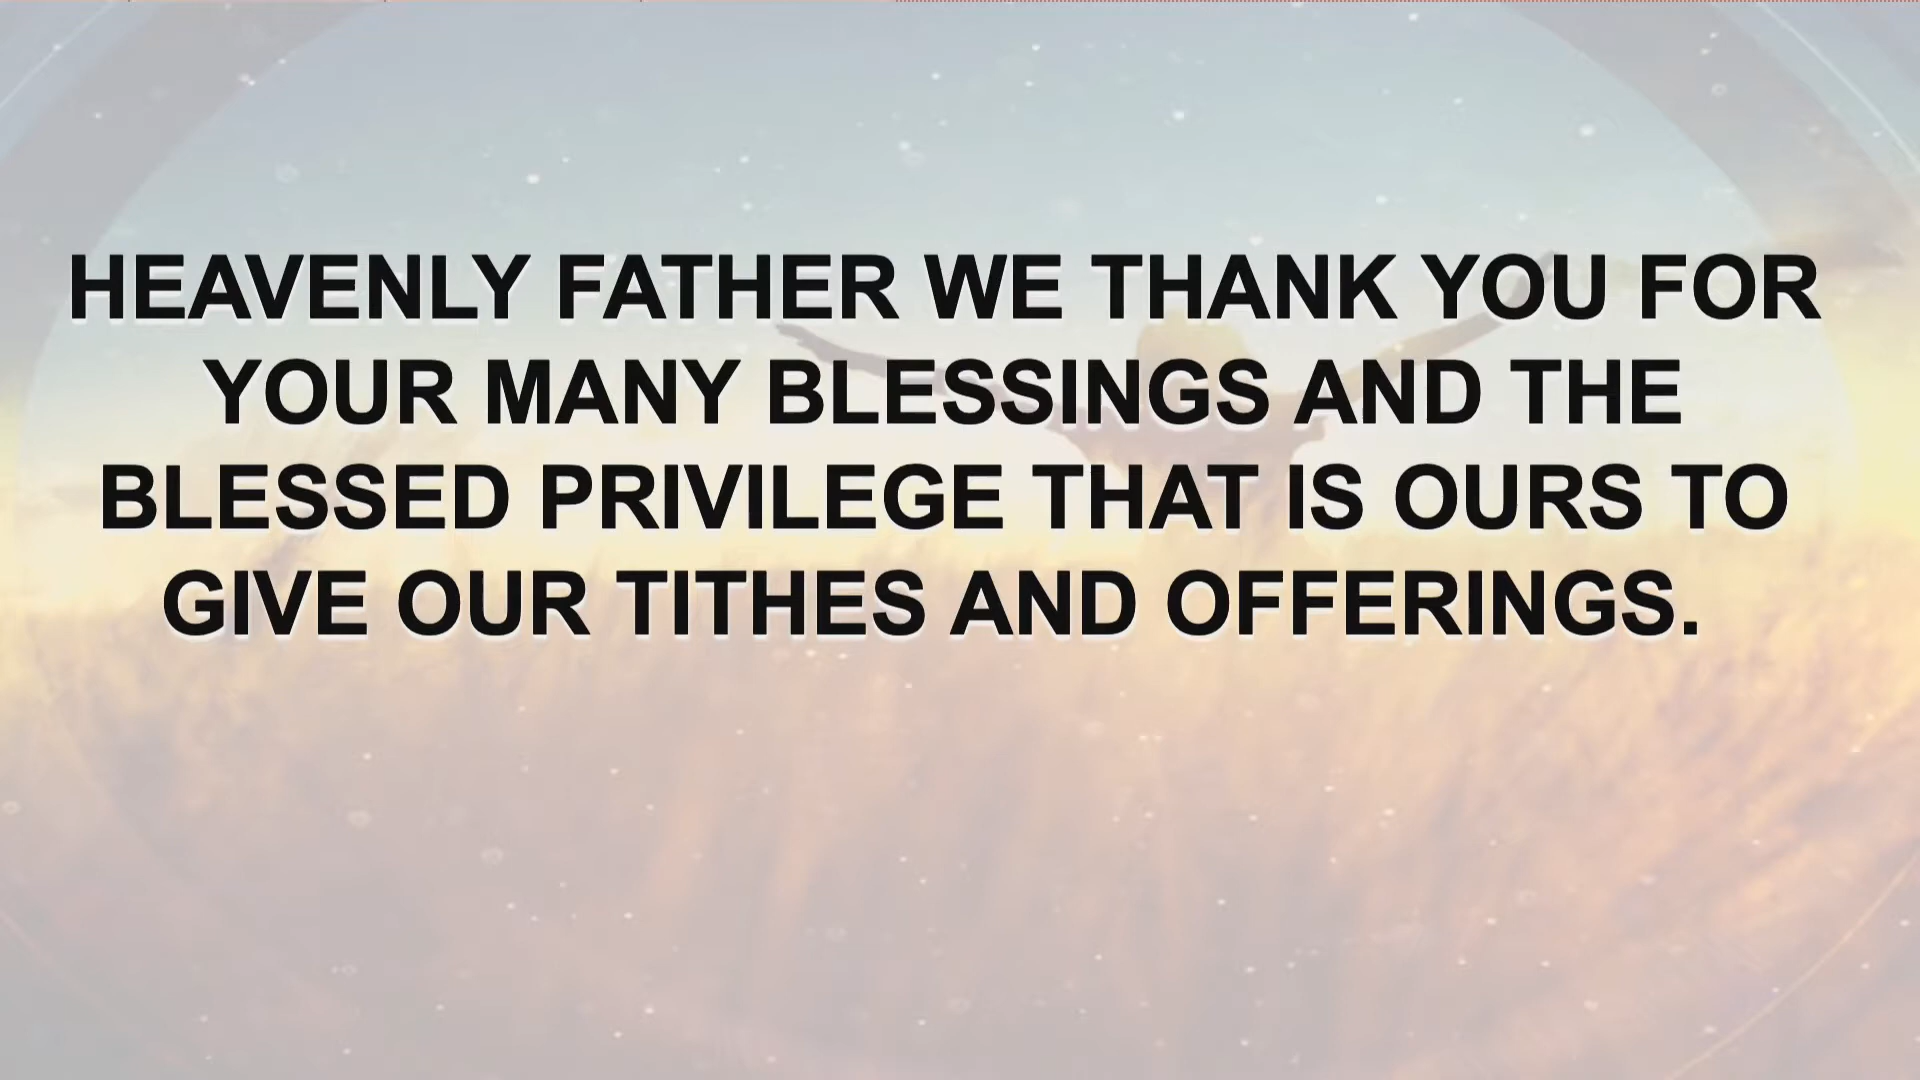 HEAVENLY FATHER WE THANK YOU FOR
YOUR MANY BLESSINGS AND THE
BLESSED PRIVILEGE THAT IS OURS TO
GIVE OUR TITHES AND OFFERINGS.